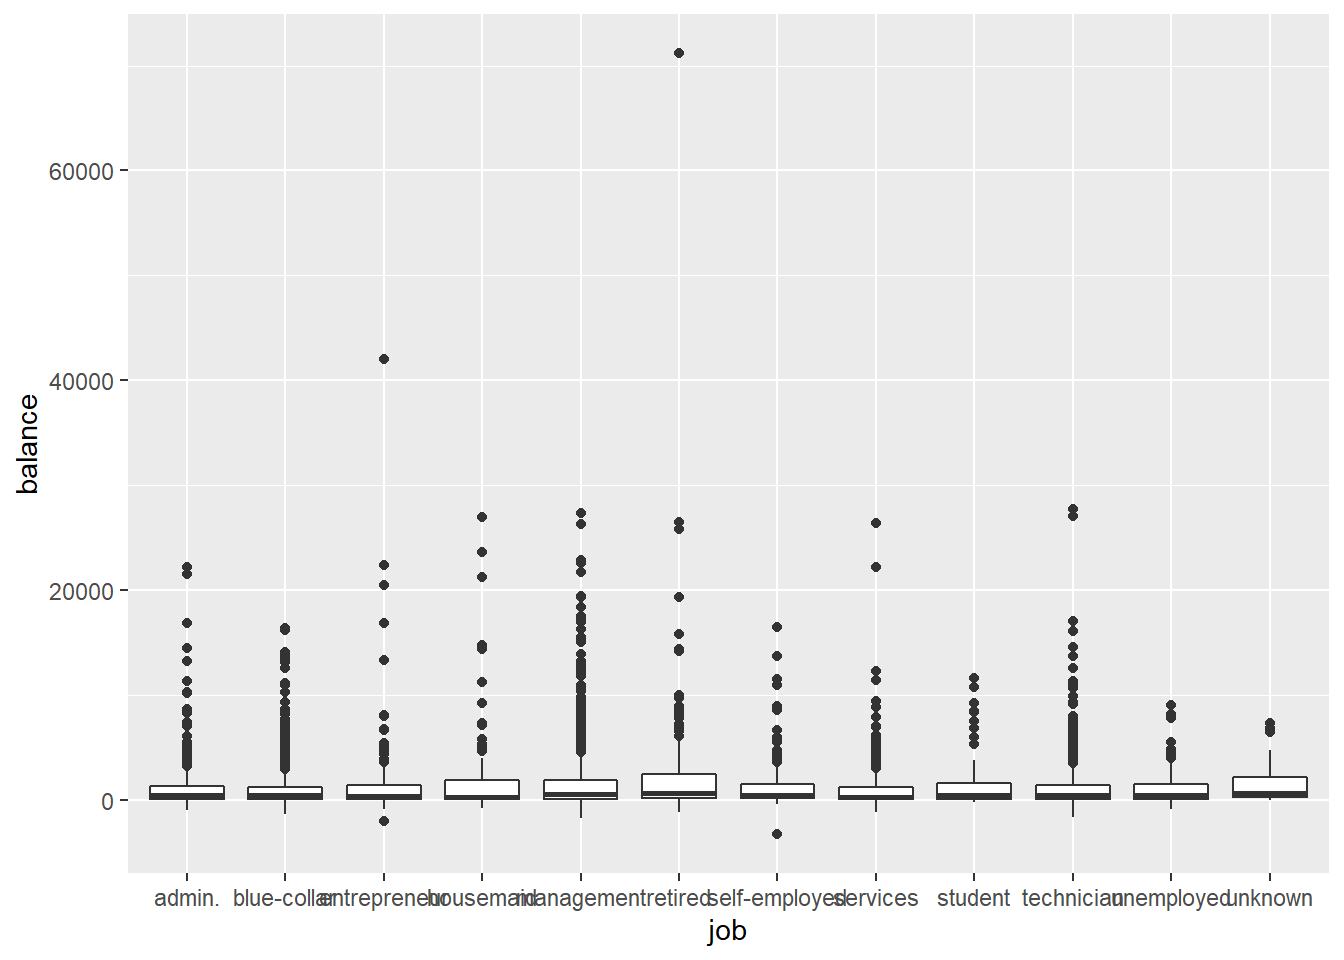 60000
40000
20000
0
balance
admin. blue-collar entrepreneur housemaid management retired self-employed services student technician unemployed unknown
job